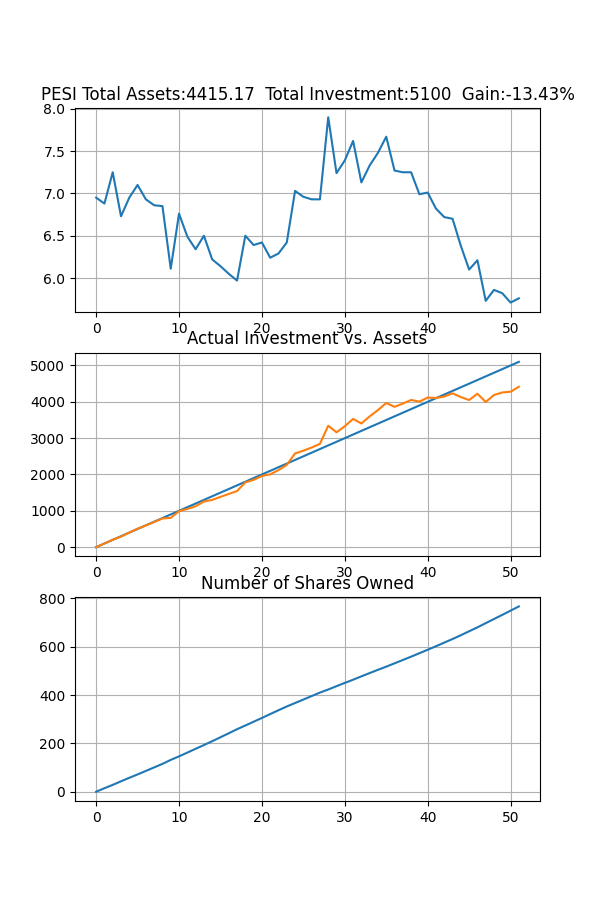 PESI Total Assets:4415.17  Total Investment:5100  Gain:-13.43%
8.0
7.5
7.0
6.5
6.0
0 10 20 30 40 50
Actual Investment vs. Assets
5000
4000
3000
2000
1000
0
0 10 20 30 40 50
Number of Shares Owned
800
600
400
200
0
0 10 20 30 40 50